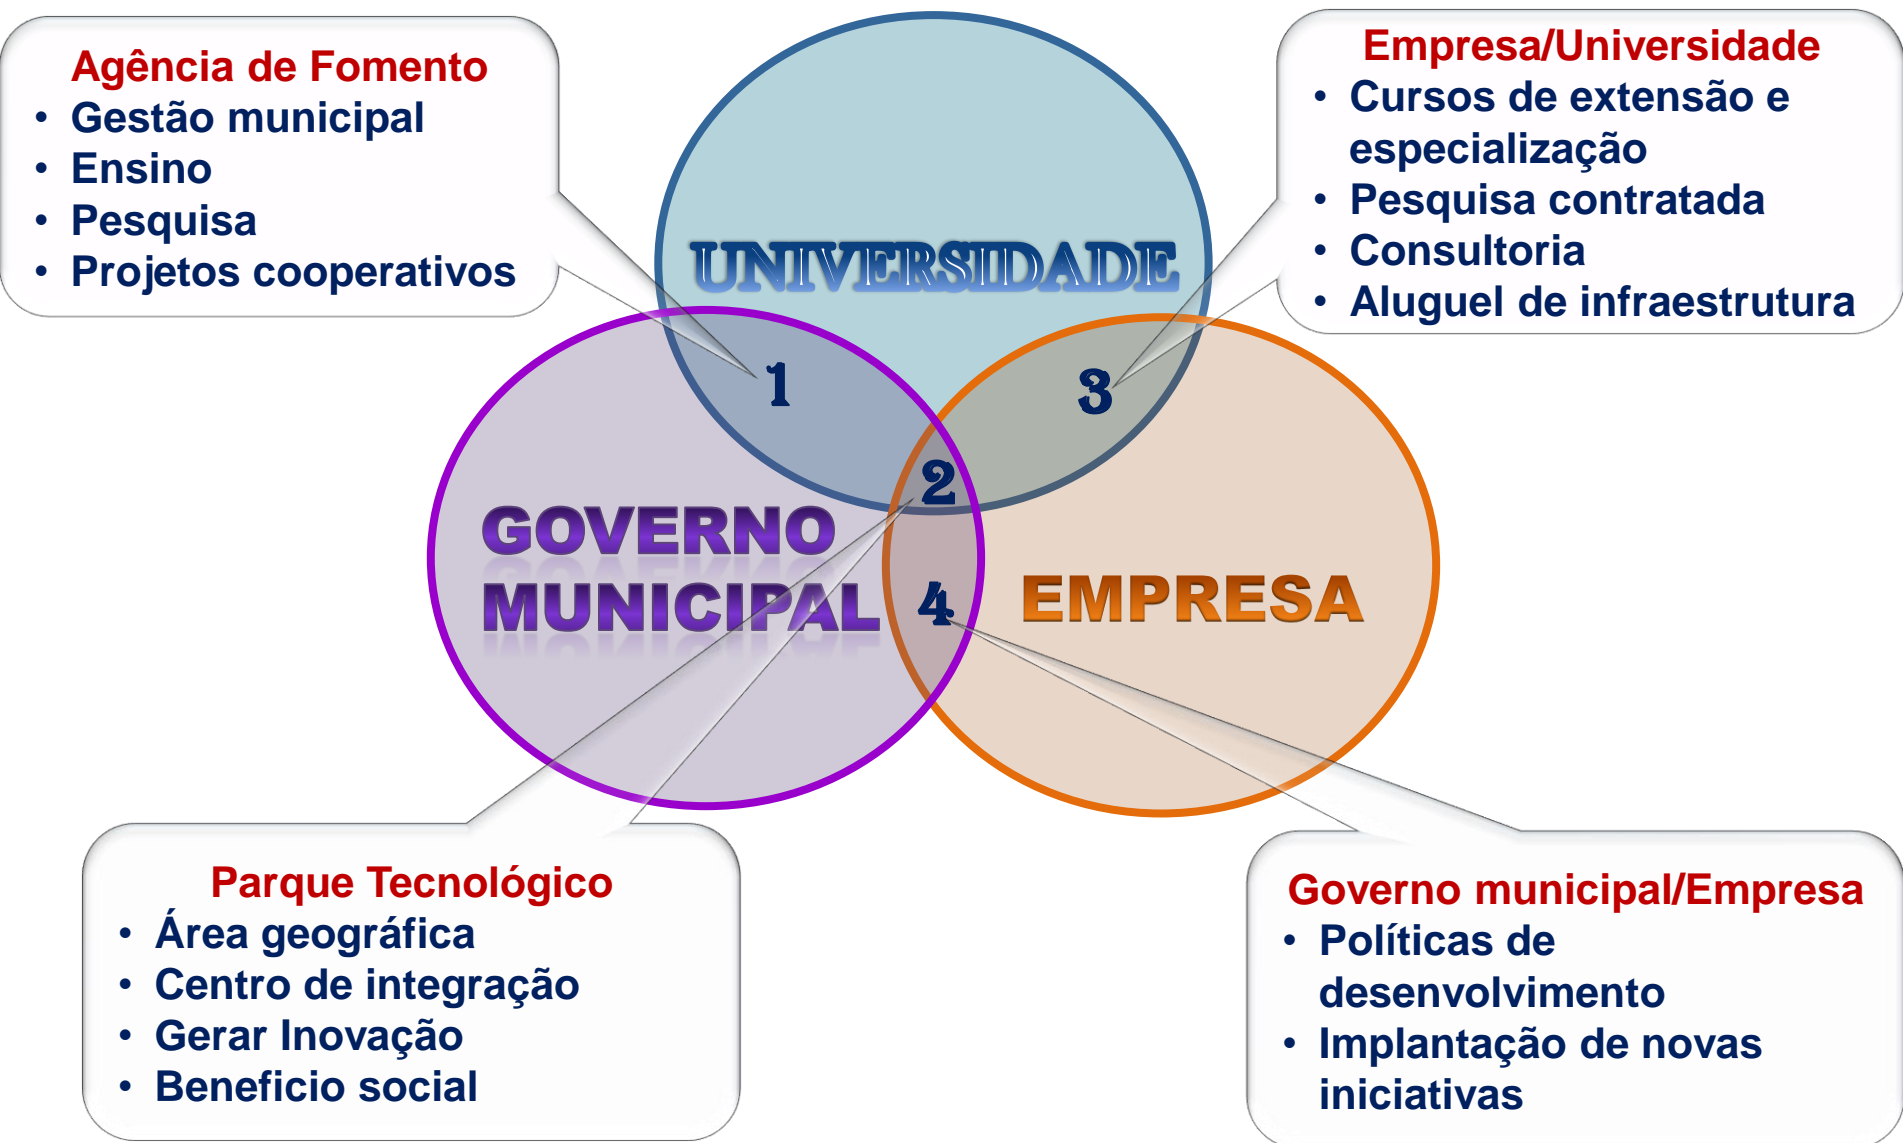 Agência de Fomento
• Gestão municipal
• Ensino
• Pesquisa
• Projetos cooperativos
Empresa/Universidade
• Cursos de extensão e
especialização
• Pesquisa contratada
• Consultoria
• Aluguel de infraestrutura
UNIVERSIDADE
1
3
2
GOVERNO
MUNICIPAL
4
EMPRESA
Parque Tecnológico
• Área geográfica
• Centro de integração
• Gerar Inovação
• Beneficio social
Governo municipal/Empresa
• Políticas de
desenvolvimento
• Implantação de novas
iniciativas